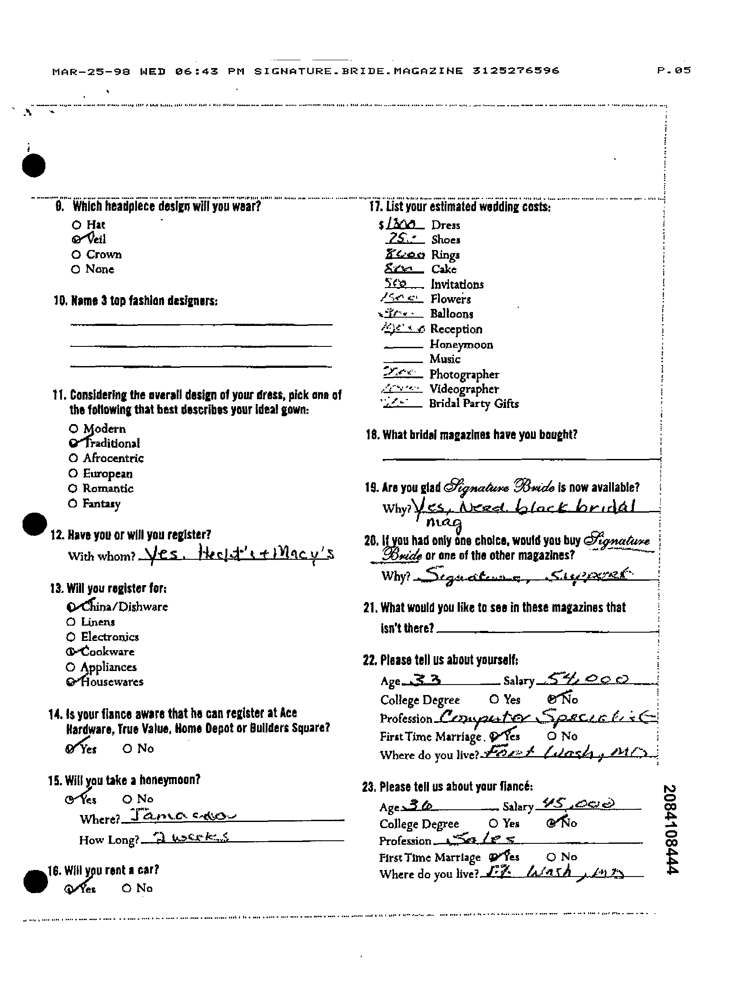 MAR-25-98 WED 06:43 PM SIGNATURE.BRIDE.MAGAZINE 3125276596 P.05
9. Which headpiece design will you wear?
O Hat
Veil
O Crown
O None
10. Name 3 top fashion designers:
11. Considering the overall design of your dress, pick one of
the following that best describes your ideal gown:
O Modern
Traditional
O Afrocentric
O European
O Romantic
O Fantasy
12. Have you or will you register?
With whom? Yes. Hecht's + Macy's
13. Will you register for:
China/Dishware
O Linens
O Electronics
Cookware
O Appliances
Housewares
14. Is your fiance aware that he can register at Ace
Hardware, True Value, Home Depot or Builders Square?
Yes O No
15. Will you take a honeymoon?
Yes O No
Where?
How Long? 2 weeks
16. Will you rent a car?
Yes O No
17. List your estimated wedding costs:
$1300 Dress
75.- Shoes
Rings
800 Cake
500 Invitations
1500 Flowers
Balloons
Reception
Honeymoon
Music
Photographer
Videographer
Bridal Party Gifts
18. What bridal magazines have you bought?
19. Are you glad Signature Bride is now available?
Why? Yes, Need black bridal
mag
20. If you had only one choice, would you buy Signature
Bride or one of the other magazines?
Why? Signature, support
21. What would you like to see in these magazines that
isn't there?
22. Please tell us about yourself:
Age 33 Salary 54,000
College Degree O Yes No
Profession Computer Specialist
First Time Marriage. Yes O No
Where do you live? Fort Wash, MD
23. Please tell us about your fiancé:
Age 36 Salary 45,000
College Degree O Yes No
Profession Sales
First Time Marriage Yes O No
Where do you live? Ft. Wash, MD
2084108444